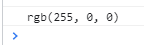 rgb(255, 0, 0)
>